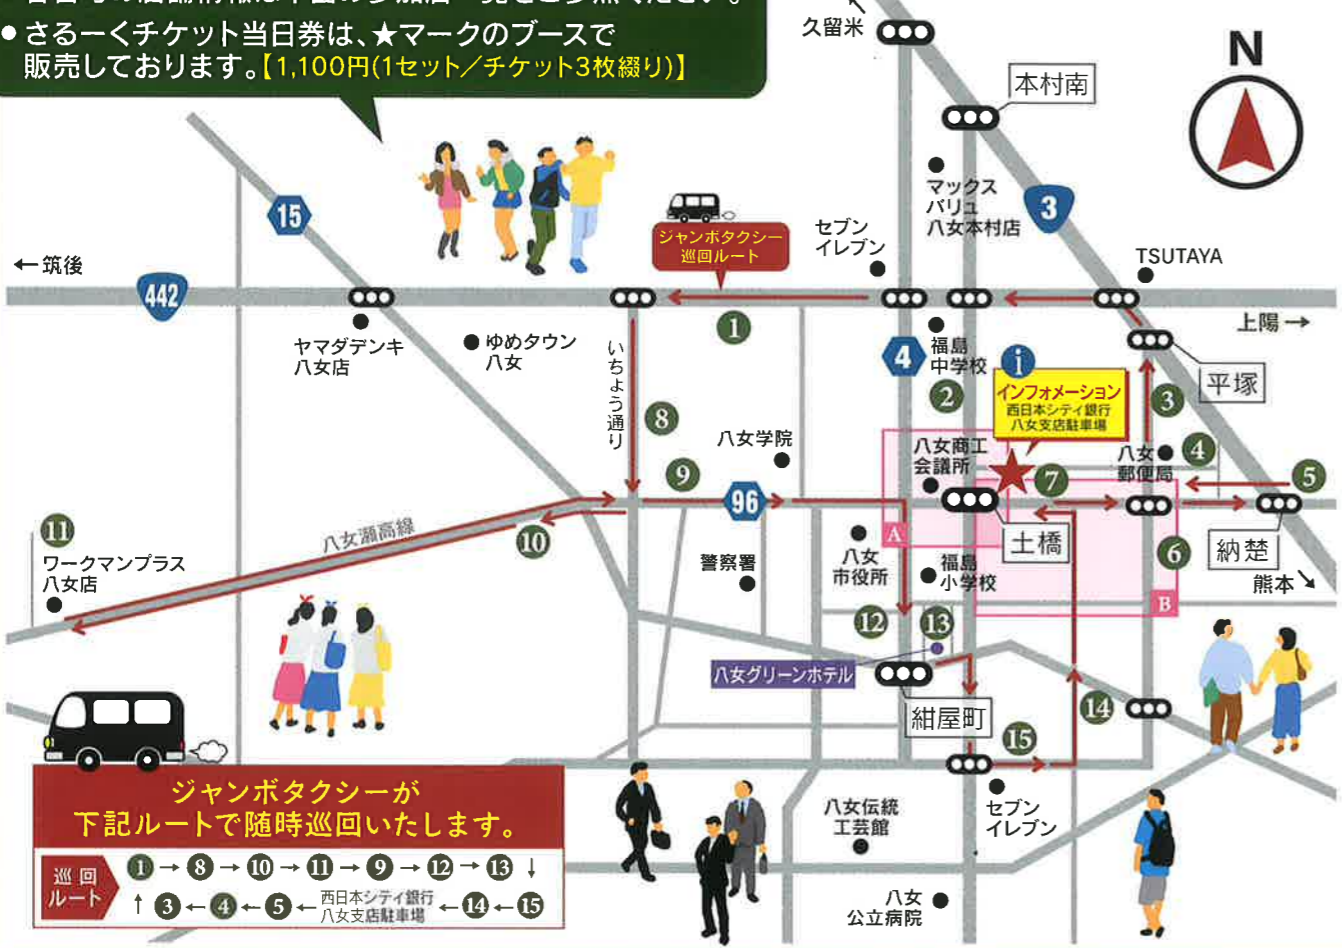 ● さるーくチケット当日券は、★マークのブースで
販売しております。【1,100円(1セット／チケット3枚綴り)】
久留米
本村南
N
マックス
バリュ
八女本村店
3
15
ジャンボタクシー
巡回ルート
セブン
イレブン
TSUTAYA
←筑後
442
上陽→
1
ヤマダデンキ
八女店
ゆめタウン
八女
いちょう通り
4
福島
中学校
i
インフォメーション
西日本シティ銀行
八女支店駐車場
平塚
2
3
8
八女学院
八女商工
会議所
八女
郵便局
4
5
9
7
96
土橋
納楚
熊本
A
B
6
11
ワークマンプラス
八女店
八女瀬高線
10
警察署
八女
市役所
福島
小学校
12
13
八女グリーンホテル
紺屋町
14
15
セブン
イレブン
八女伝統
工芸館
八女
公立病院
ジャンボタクシーが
下記ルートで随時巡回いたします。
巡回
ルート
1→8→10→11→9→12→13↓
↑3←4←5←西日本シティ銀行
八女支店駐車場←14←15